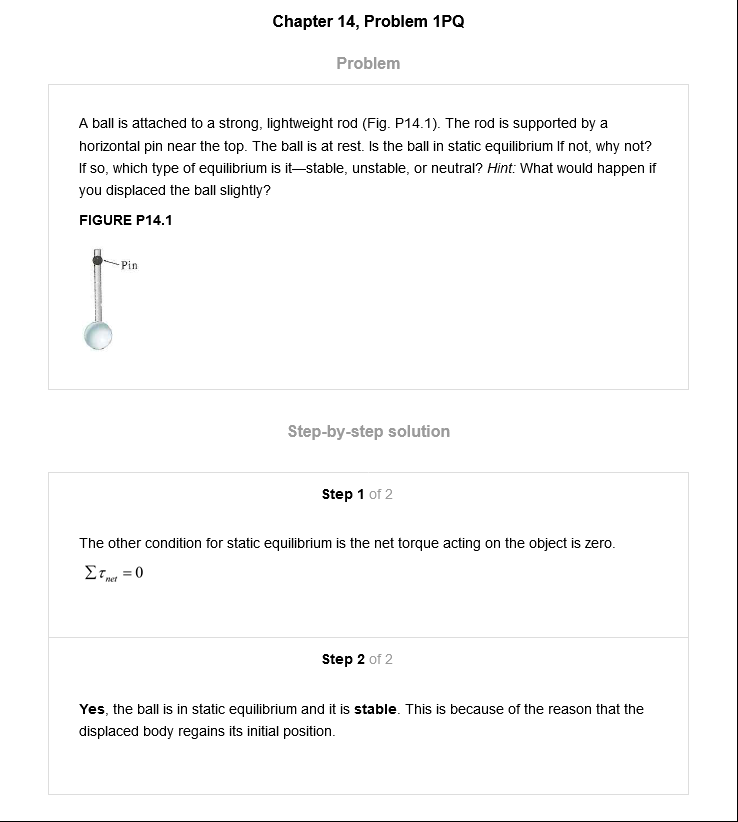 Chapter 14, Problem 1PQ
Problem
A ball is attached to a strong, lightweight rod (Fig. P14.1). The rod is supported by a
horizontal pin near the top. The ball is at rest. Is the ball in static equilibrium If not, why not?
If so, which type of equilibrium is it—stable, unstable, or neutral? Hint: What would happen if
you displaced the ball slightly?
FIGURE P14.1
Pin
Step-by-step solution
Step 1 of 2
The other condition for static equilibrium is the net torque acting on the object is zero.
∑τnet = 0
Step 2 of 2
Yes, the ball is in static equilibrium and it is stable. This is because of the reason that the
displaced body regains its initial position.